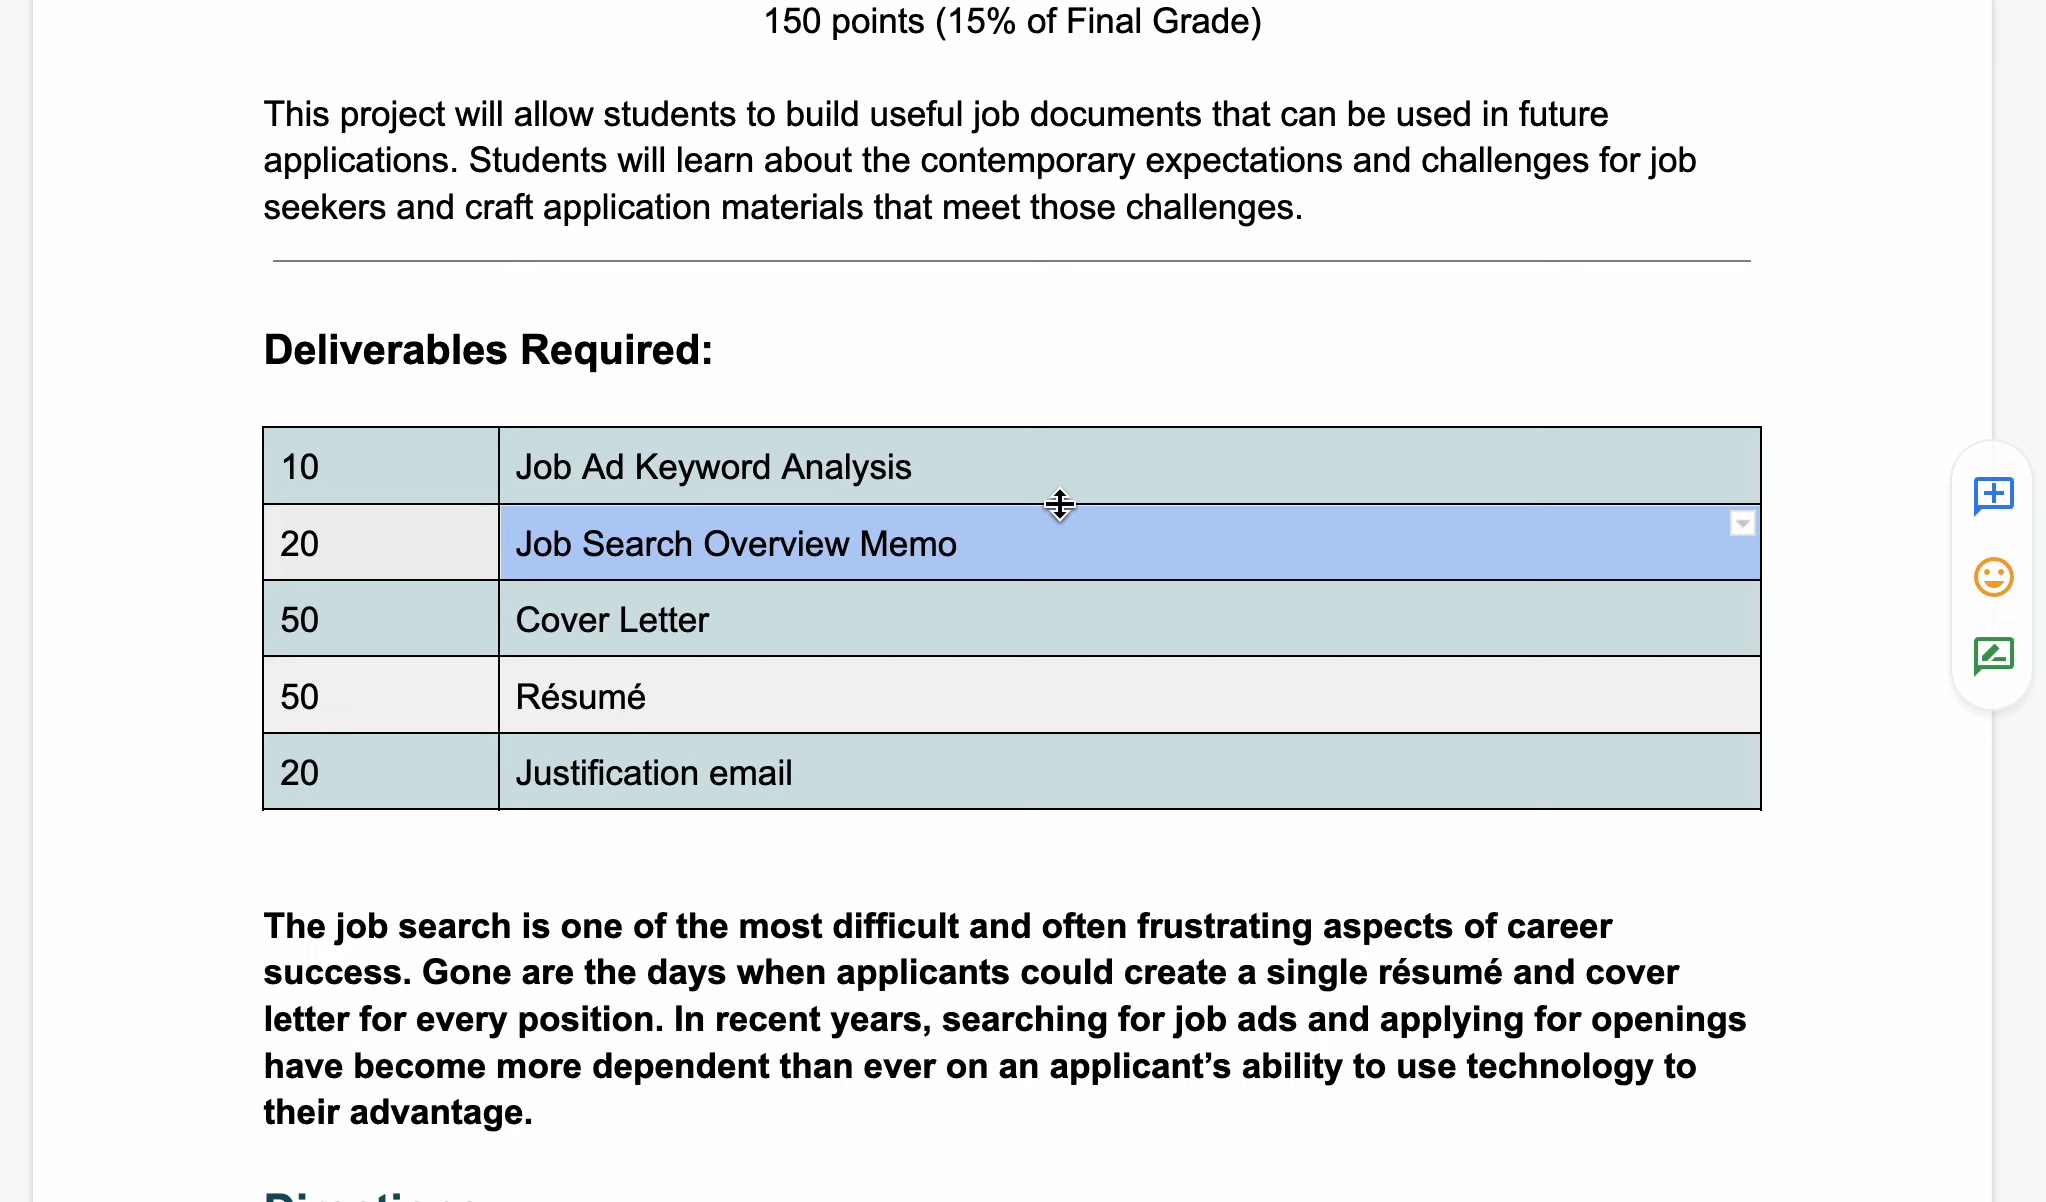 150 points (15% of Final Grade)
This project will allow students to build useful job documents that can be used in future
applications. Students will learn about the contemporary expectations and challenges for job
seekers and craft application materials that meet those challenges.
Deliverables Required:
10 Job Ad Keyword Analysis
20 Job Search Overview Memo
50 Cover Letter
50 Résumé
20 Justification email
The job search is one of the most difficult and often frustrating aspects of career
success. Gone are the days when applicants could create a single résumé and cover
letter for every position. In recent years, searching for job ads and applying for openings
have become more dependent than ever on an applicant’s ability to use technology to
their advantage.